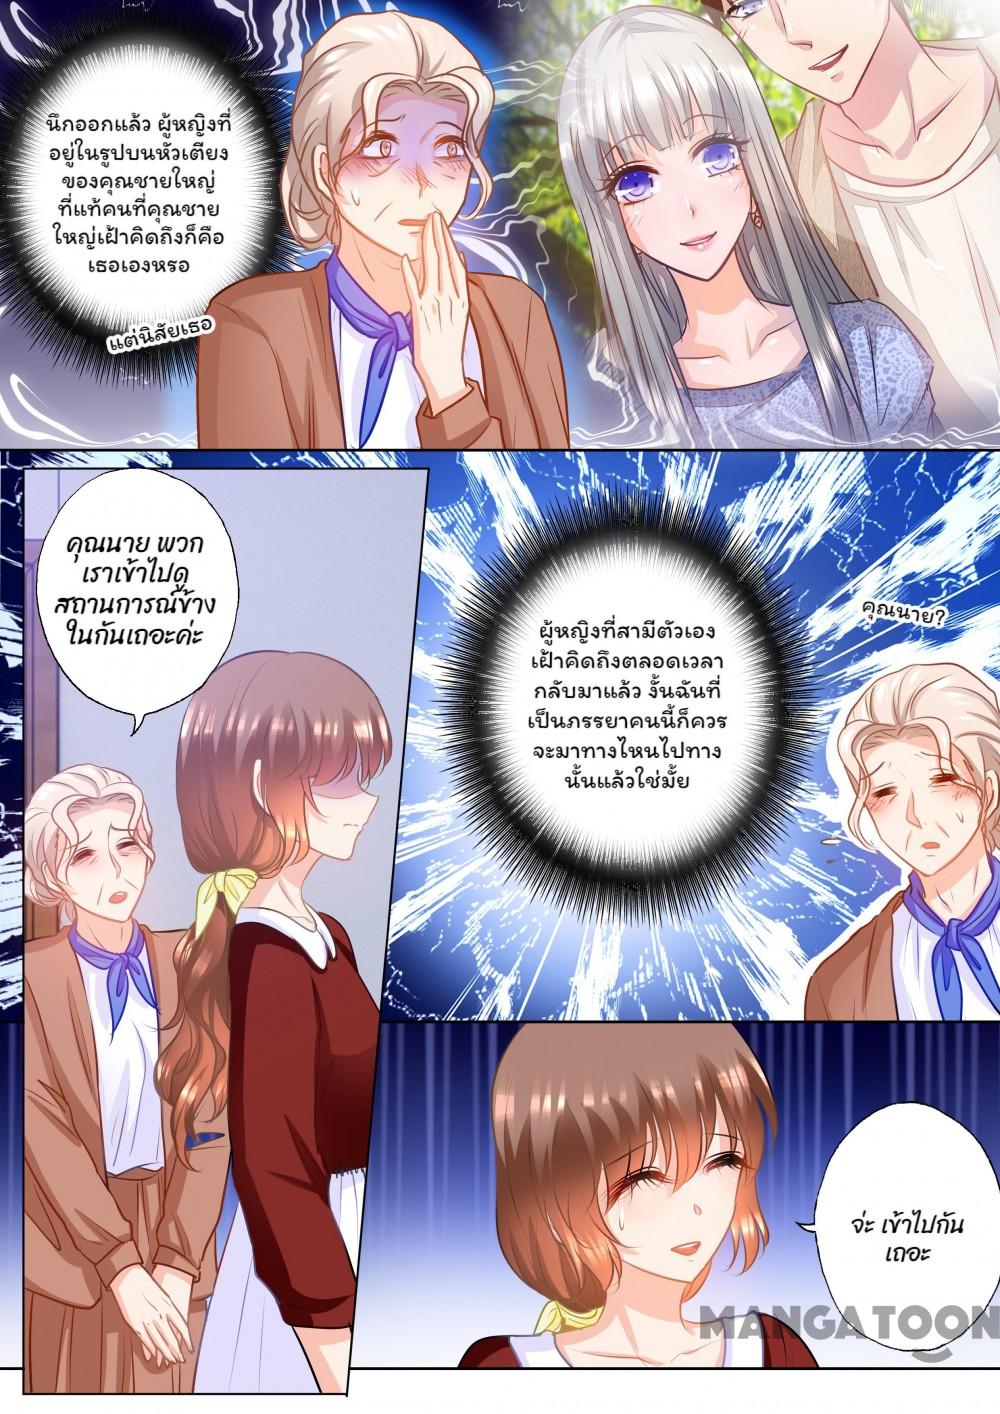 นึกออกแล้ว ผู้หญิงที่
อยู่ในรูปบนหัวเตียง
ของคุณชายใหญ่
ที่แท้คนที่คุณชาย
ใหญ่เฝ้าคิดถึงก็คือ
เธอเองหรอ
แต่นิสัยเธอ
คุณนาย พวก
เราเข้าไปดู
สถานการณ์ข้าง
ในกันเถอะค่ะ
ผู้หญิงที่สามีตัวเอง
เฝ้าคิดถึงตลอดเวลา
กลับมาแล้ว งั้นฉันที่
เป็นภรรยาคนนี้ก็ควร
จะมาทางไหนไปทาง
นั้นแล้วใช่มั้ย
คุณนาย?
จ่ะ เข้าไปกัน
เถอะ
MANGATOON